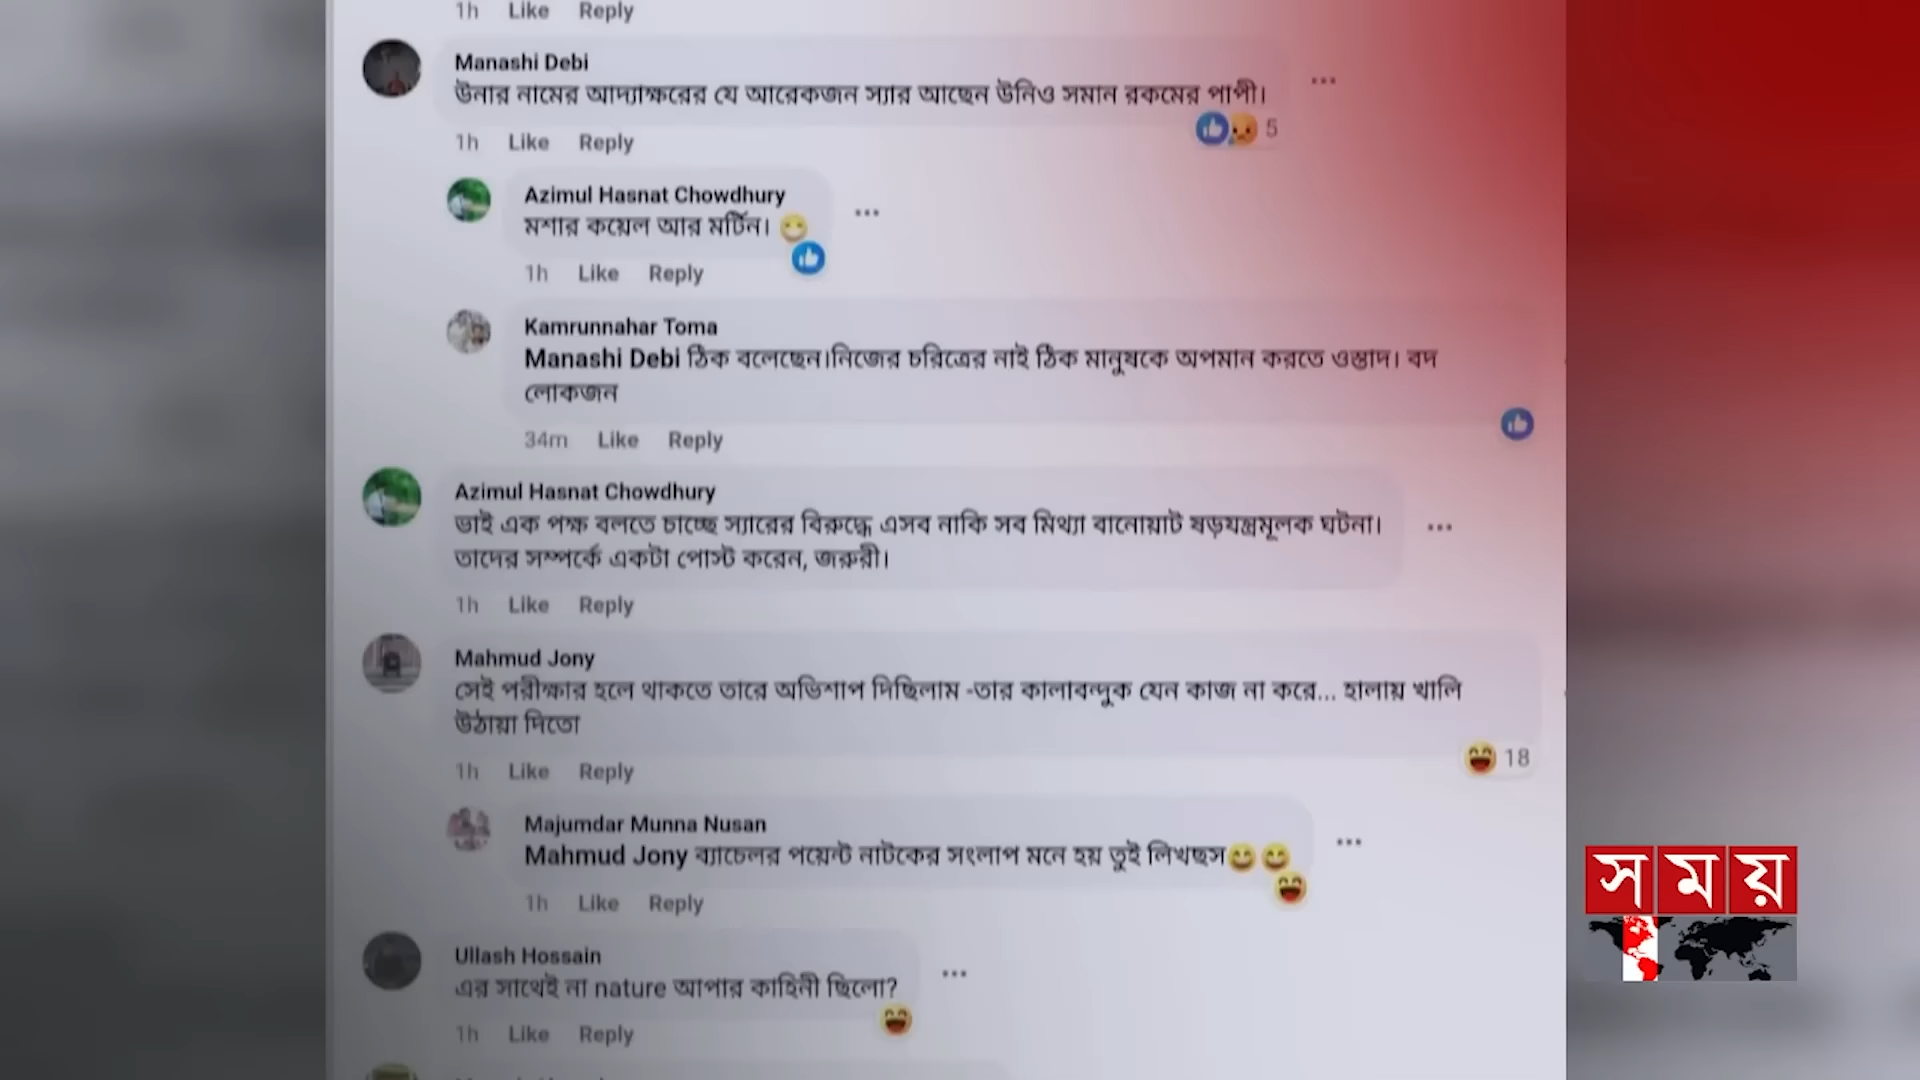 1h Like Reply
Manashi Debi
উনার নামের আদ্যাক্ষরের যে আরেকজন স্যার আছেন উনিও সমান রকমের পাপী।
5
1h Like Reply
Azimul Hasnat Chowdhury
মশার কয়েল আর মর্টিন। 😁
1h Like Reply
Kamrunnahar Toma
Manashi Debi ঠিক বলেছেন।নিজের চরিত্রের নাই ঠিক মানুষকে অপমান করতে ওস্তাদ। বদ
লোকজন
34m Like Reply
Azimul Hasnat Chowdhury
ভাই এক পক্ষ বলতে চাচ্ছে স্যারের বিরুদ্ধে এসব নাকি সব মিথ্যা বানোয়াট ষড়যন্ত্রমূলক ঘটনা।
তাদের সম্পর্কে একটা পোস্ট করেন, জরুরী।
1h Like Reply
Mahmud Jony
সেই পরীক্ষার হলে থাকতে তারে অভিশাপ দিছিলাম -তার কালাবন্দুক যেন কাজ না করে... হালায় খালি
উঠায়া দিতো
18
1h Like Reply
Majumdar Munna Nusan
Mahmud Jony ব্যাচেলর পয়েন্ট নাটকের সংলাপ মনে হয় তুই লিখছস😄😄
1h Like Reply
Ullash Hossain
এর সাথেই না nature আপার কাহিনী ছিলো?
1h Like Reply
সময়